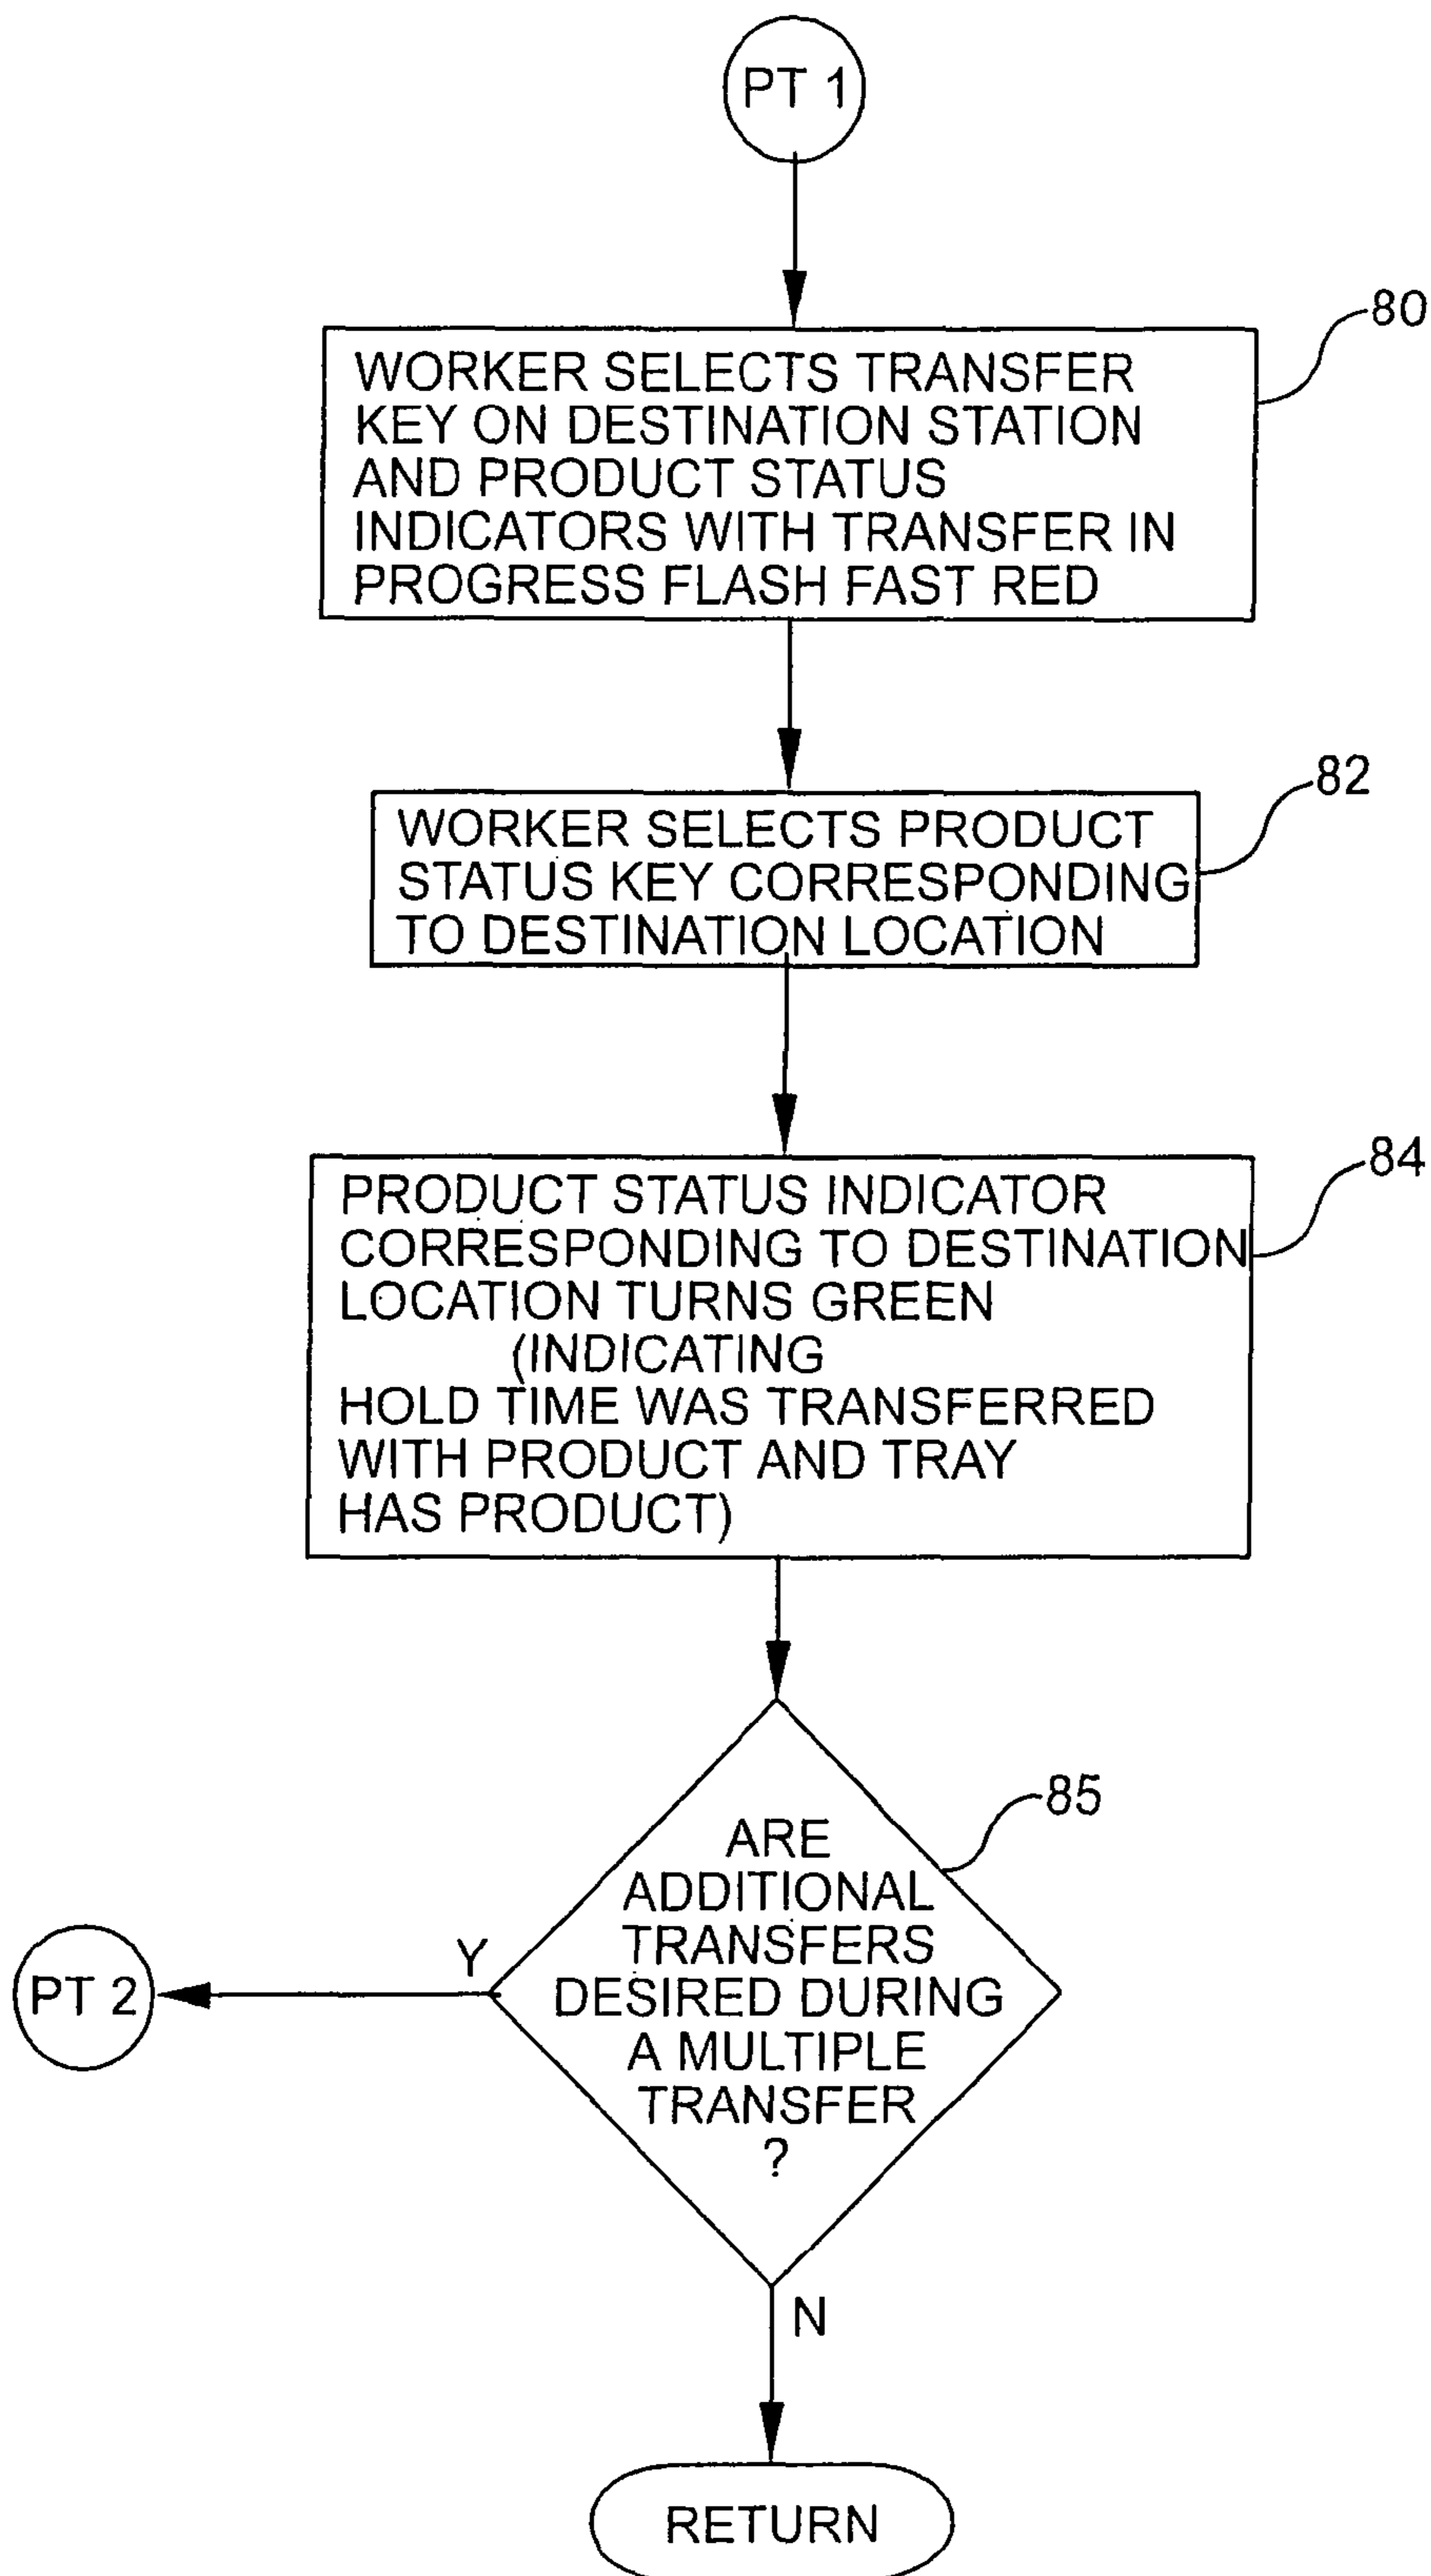 PT 1
80
WORKER SELECTS TRANSFER
KEY ON DESTINATION STATION
AND PRODUCT STATUS
INDICATORS WITH TRANSFER IN
PROGRESS FLASH FAST RED
82
WORKER SELECTS PRODUCT
STATUS KEY CORRESPONDING
TO DESTINATION LOCATION
84
PRODUCT STATUS INDICATOR
CORRESPONDING TO DESTINATION
LOCATION TURNS GREEN
(INDICATING
HOLD TIME WAS TRANSFERRED
WITH PRODUCT AND TRAY
HAS PRODUCT)
85
ARE
ADDITIONAL
TRANSFERS
DESIRED DURING
A MULTIPLE
TRANSFER
?
Y
PT 2
N
RETURN